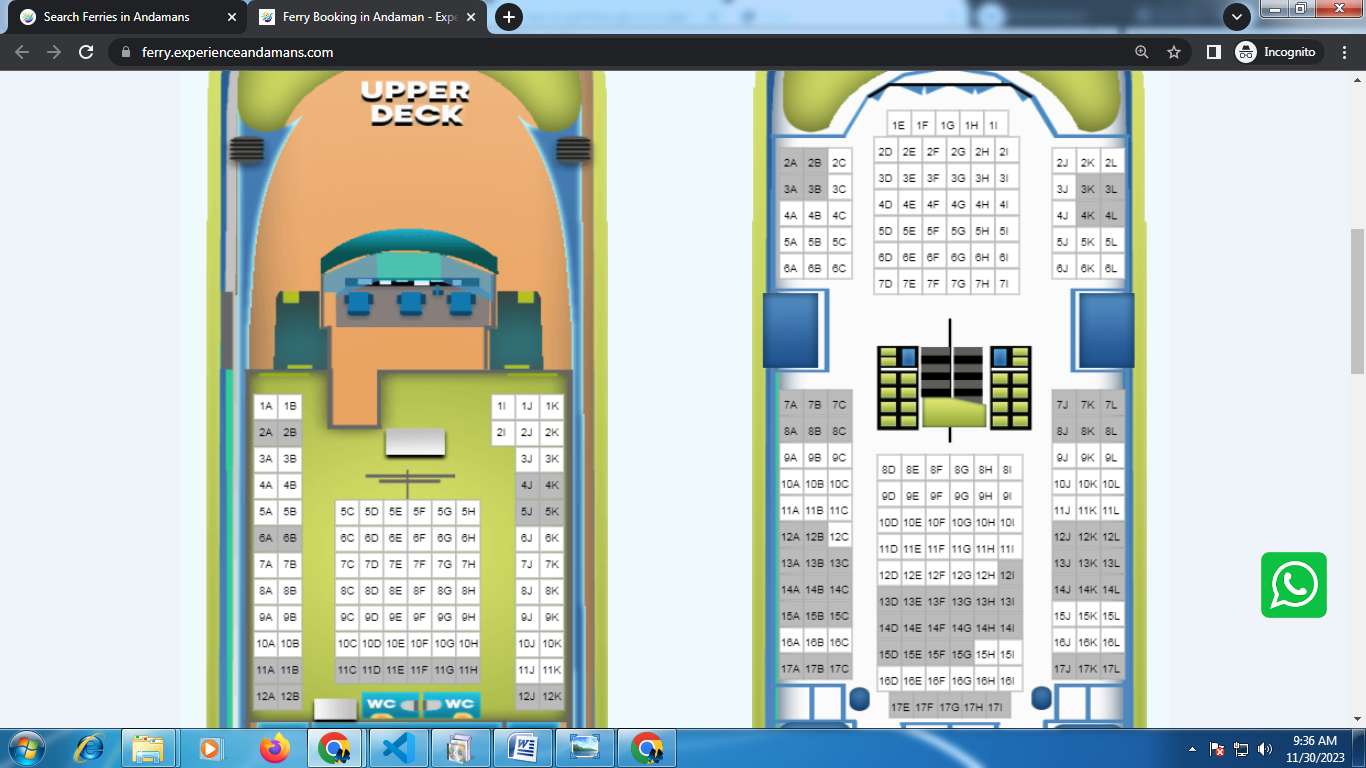 Search Ferries in Andamans
Ferry Booking in Andaman - Expe
ferry.experienceandamans.com
Incognito
UPPER
DECK
1A 1B
2A 2B
3A 3B
4A 4B
5A 5B
6A 6B
7A 7B
8A 8B
9A 9B
10A 10B
11A 11B
12A 12B
5C 5D 5E 5F 5G 5H
6C 6D 6E 6F 6G 6H
7C 7D 7E 7F 7G 7H
8C 8D 8E 8F 8G 8H
9C 9D 9E 9F 9G 9H
10C 10D 10E 10F 10G 10H
11C 11D 11E 11F 11G 11H
1I 1J 1K
2I 2J 2K
3J 3K
4J 4K
5J 5K
6J 6K
7J 7K
8J 8K
9J 9K
10J 10K
11J 11K
12J 12K
WC WC
1E 1F 1G 1H 1I
2D 2E 2F 2G 2H 2I
3D 3E 3F 3G 3H 3I
4D 4E 4F 4G 4H 4I
5D 5E 5F 5G 5H 5I
6D 6E 6F 6G 6H 6I
7D 7E 7F 7G 7H 7I
2A 2B 2C
3A 3B 3C
4A 4B 4C
5A 5B 5C
6A 6B 6C
2J 2K 2L
3J 3K 3L
4J 4K 4L
5J 5K 5L
6J 6K 6L
7A 7B 7C
8A 8B 8C
9A 9B 9C
10A 10B 10C
11A 11B 11C
12A 12B 12C
13A 13B 13C
14A 14B 14C
15A 15B 15C
16A 16B 16C
17A 17B 17C
8D 8E 8F 8G 8H 8I
9D 9E 9F 9G 9H 9I
10D 10E 10F 10G 10H 10I
11D 11E 11F 11G 11H 11I
12D 12E 12F 12G 12H 12I
13D 13E 13F 13G 13H 13I
14D 14E 14F 14G 14H 14I
15D 15E 15F 15G 15H 15I
16D 16E 16F 16G 16H 16I
17E 17F 17G 17H 17I
7J 7K 7L
8J 8K 8L
9J 9K 9L
10J 10K 10L
11J 11K 11L
12J 12K 12L
13J 13K 13L
14J 14K 14L
15J 15K 15L
16J 16K 16L
17J 17K 17L
9:36 AM
11/30/2023